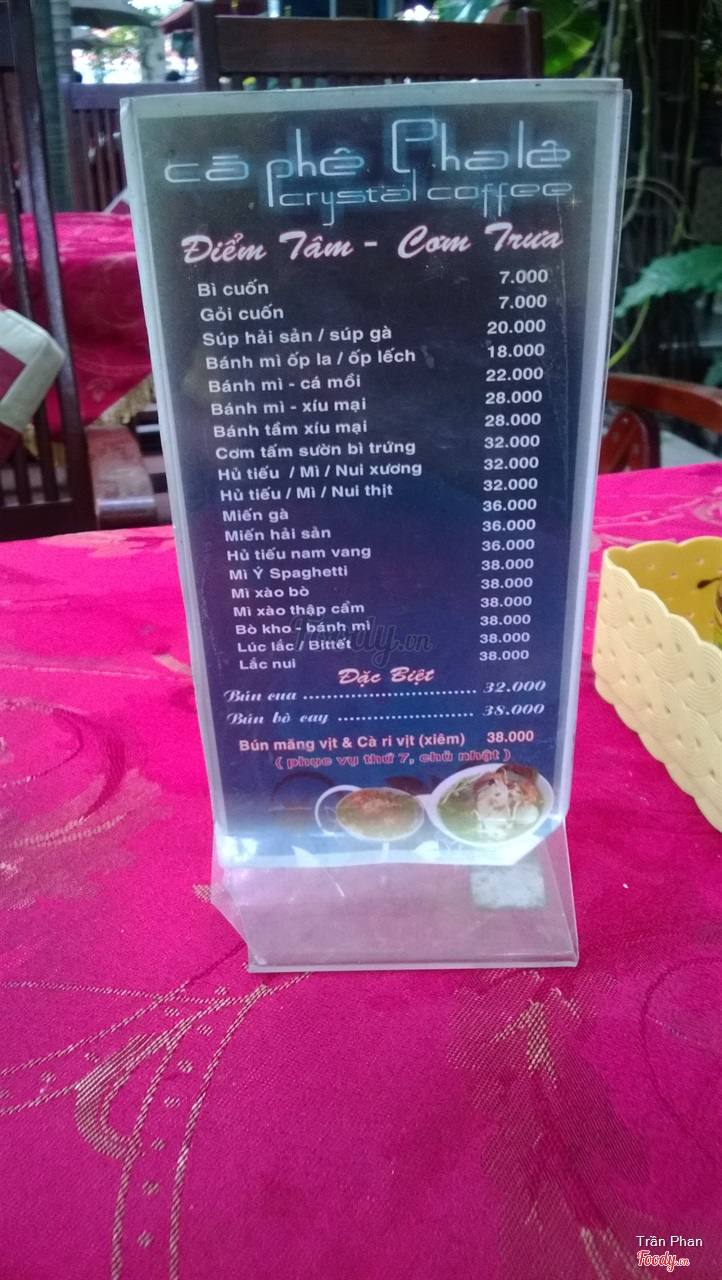 cà phê Phalê
crystal coffee
Điểm Tâm - Cơm Trưa
Bì cuốn 7.000
Gỏi cuốn 7.000
Súp hải sản / súp gà 20.000
Bánh mì ốp la / ốp lếch 18.000
Bánh mì - cá mồi 22.000
Bánh mì - xíu mại 28.000
Bánh tầm xíu mại 28.000
Cơm tấm sườn bì trứng 32.000
Hủ tiếu / Mì / Nui xương 32.000
Hủ tiếu / Mì / Nui thịt 32.000
Miến gà 36.000
Miến hải sản 36.000
Hủ tiếu nam vang 36.000
Mì Ý Spaghetti 38.000
Mì xào bò 38.000
Mì xào thập cẩm 38.000
Bò kho - bánh mì 38.000
Lúc lắc / Bittết 38.000
Lắc nui 38.000
Đặc Biệt
Bún cua ............................ 32.000
Bún bò cay ...................... 38.000
Bún măng vịt & Cà ri vịt (xiêm) 38.000
( phục vụ thứ 7, chủ nhật )
Foody.vn
Trần Phan
Foody.vn